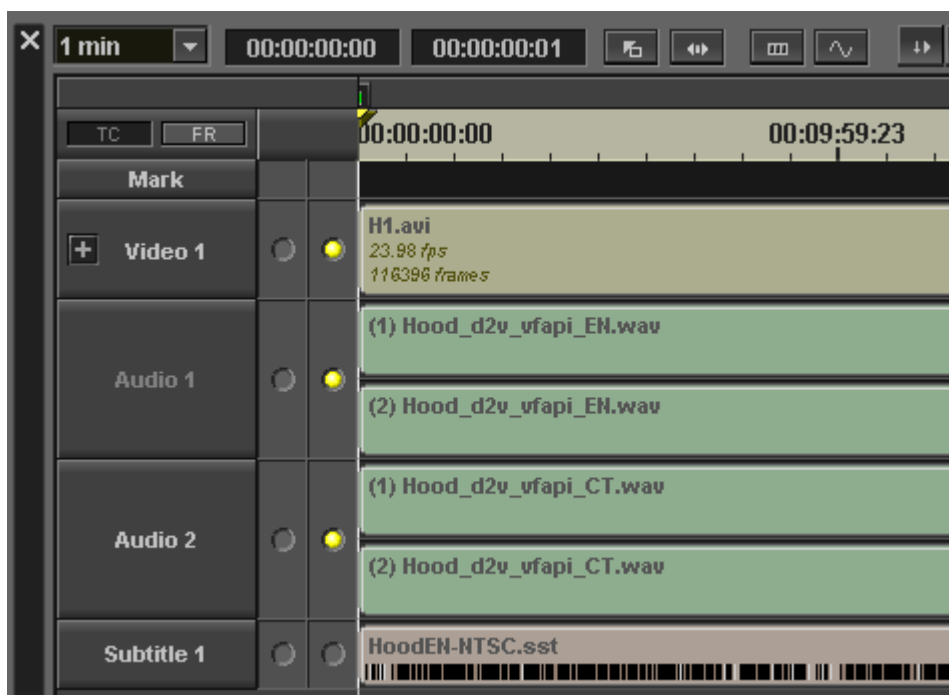 1 min 00:00:00:00 00:00:00:01
TC FR 00:00:00:00 00:09:59:23
Mark
Video 1 H1.avi
23.98 fps
116396 frames
Audio 1 (1) Hood_d2v_vfapi_EN.wav
(2) Hood_d2v_vfapi_EN.wav
Audio 2 (1) Hood_d2v_vfapi_CT.wav
(2) Hood_d2v_vfapi_CT.wav
Subtitle 1 HoodEN-NTSC.sst